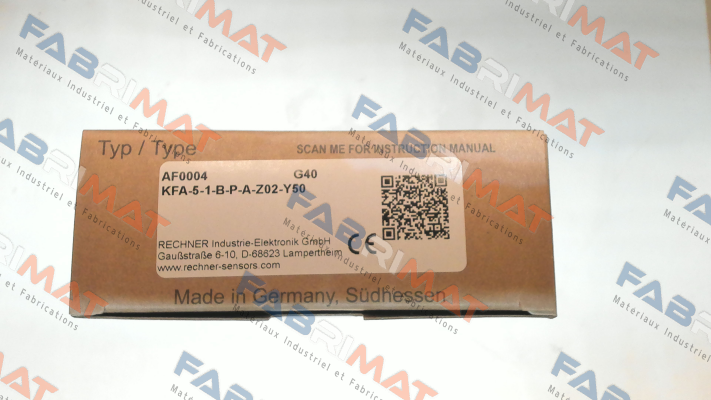 Typ / Type
SCAN ME FOR INSTRUCTION MANUAL
AF0004 G40
KFA-5-1-B-P-A-Z02-Y50
RECHNER Industrie-Elektronik GmbH
Gaußstraße 6-10, D-68623 Lampertheim
www.rechner-sensors.com
CE
Made in Germany, Südhessen
FABRIMAT
Matériaux Industriel et Fabrications